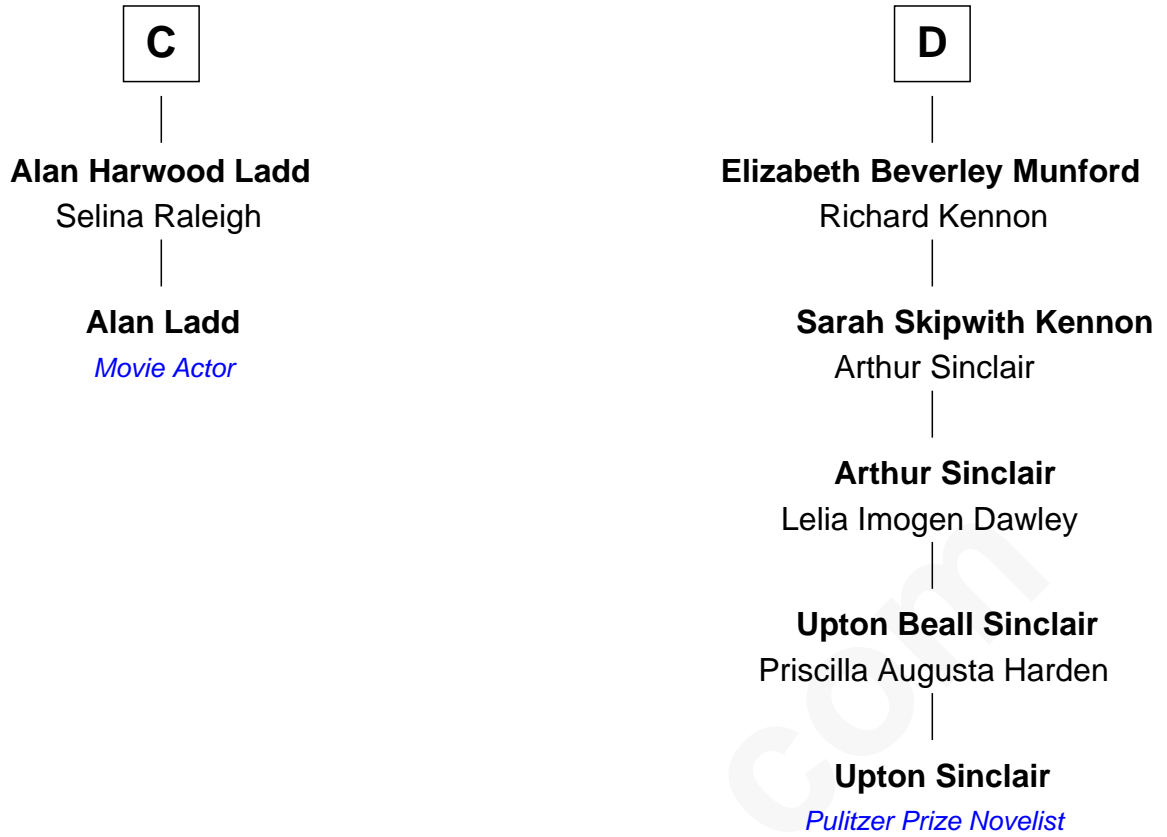 C
Alan Harwood Ladd
Selina Raleigh
Alan Ladd
Movie Actor
D
Elizabeth Beverley Munford
Richard Kennon
Sarah Skipwith Kennon
Arthur Sinclair
Arthur Sinclair
Lelia Imogen Dawley
Upton Beall Sinclair
Priscilla Augusta Harden
Upton Sinclair
Pulitzer Prize Novelist
com